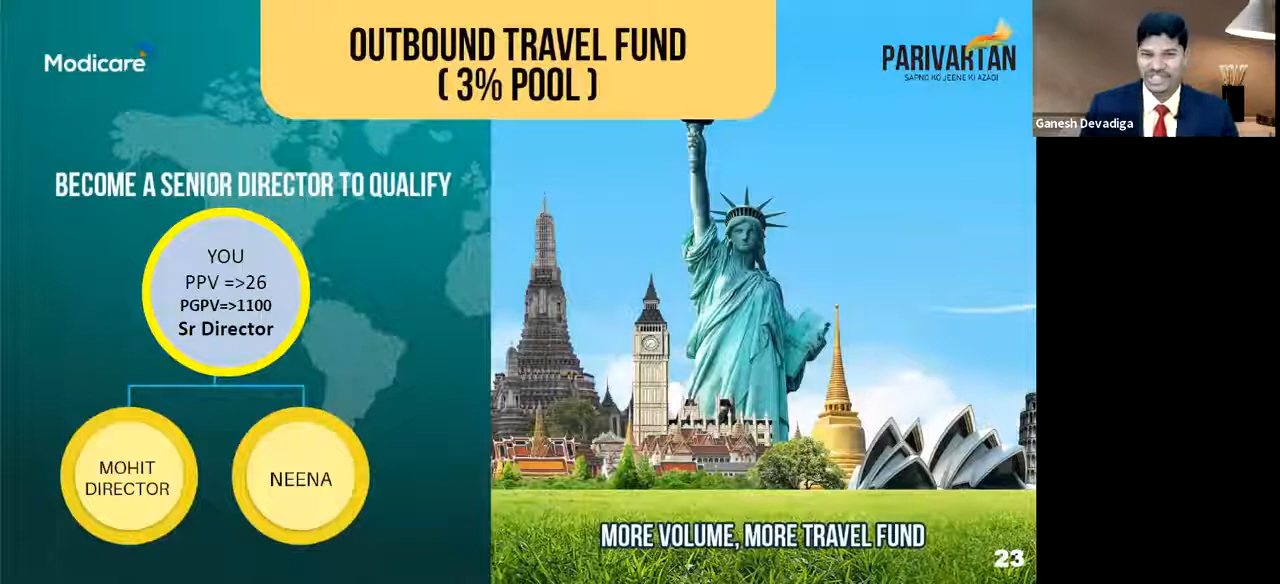 Modicare
OUTBOUND TRAVEL FUND
( 3% POOL )
PARIVARTAN
SAPNO KO JEENE KI AZADI
Ganesh Devadiga
BECOME A SENIOR DIRECTOR TO QUALIFY
YOU
PPV =>26
PGPV=>1100
Sr Director
MOHIT
DIRECTOR
NEENA
MORE VOLUME, MORE TRAVEL FUND
23